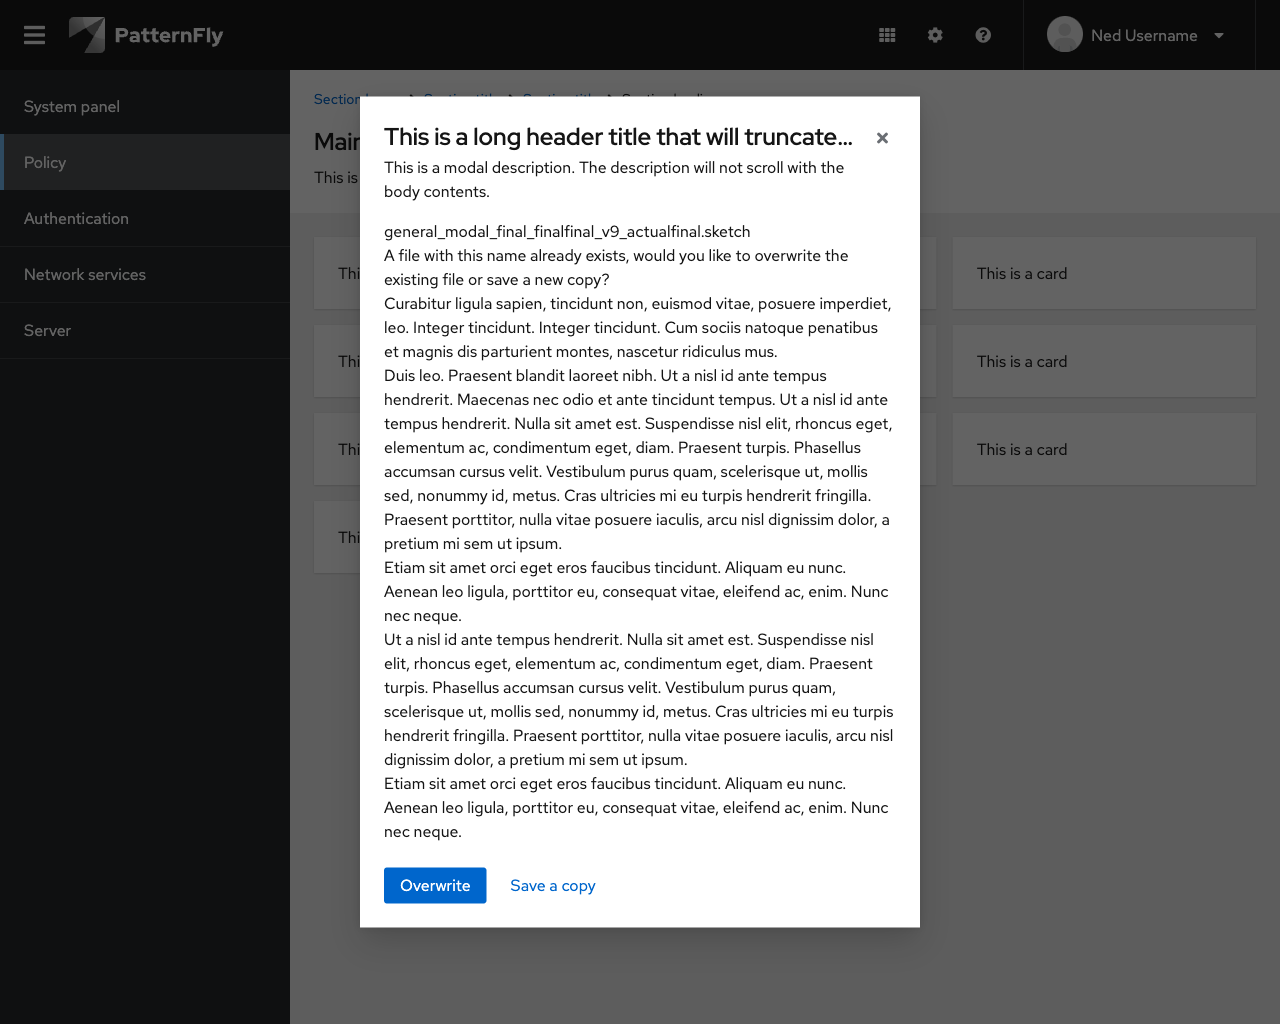 PatternFly
Ned Username
System panel
Policy
Authentication
Network services
Server
Section
Main
This is
This is a long header title that will truncate...
This is a modal description. The description will not scroll with the
body contents.
general_modal_final_finalfinal_v9_actualfinal.sketch
A file with this name already exists, would you like to overwrite the
existing file or save a new copy?
Curabitur ligula sapien, tincidunt non, euismod vitae, posuere imperdiet,
leo. Integer tincidunt. Integer tincidunt. Cum sociis natoque penatibus
et magnis dis parturient montes, nascetur ridiculus mus.
Duis leo. Praesent blandit laoreet nibh. Ut a nisl id ante tempus
hendrerit. Maecenas nec odio et ante tincidunt tempus. Ut a nisl id ante
tempus hendrerit. Nulla sit amet est. Suspendisse nisl elit, rhoncus eget,
elementum ac, condimentum eget, diam. Praesent turpis. Phasellus
accumsan cursus velit. Vestibulum purus quam, scelerisque ut, mollis
sed, nonummy id, metus. Cras ultricies mi eu turpis hendrerit fringilla.
Praesent porttitor, nulla vitae posuere iaculis, arcu nisl dignissim dolor, a
pretium mi sem ut ipsum.
Etiam sit amet orci eget eros faucibus tincidunt. Aliquam eu nunc.
Aenean leo ligula, porttitor eu, consequat vitae, eleifend ac, enim. Nunc
nec neque.
Ut a nisl id ante tempus hendrerit. Nulla sit amet est. Suspendisse nisl
elit, rhoncus eget, elementum ac, condimentum eget, diam. Praesent
turpis. Phasellus accumsan cursus velit. Vestibulum purus quam,
scelerisque ut, mollis sed, nonummy id, metus. Cras ultricies mi eu turpis
hendrerit fringilla. Praesent porttitor, nulla vitae posuere iaculis, arcu nisl
dignissim dolor, a pretium mi sem ut ipsum.
Etiam sit amet orci eget eros faucibus tincidunt. Aliquam eu nunc.
Aenean leo ligula, porttitor eu, consequat vitae, eleifend ac, enim. Nunc
nec neque.
Overwrite
Save a copy
This is a card
This is a card
This is a card